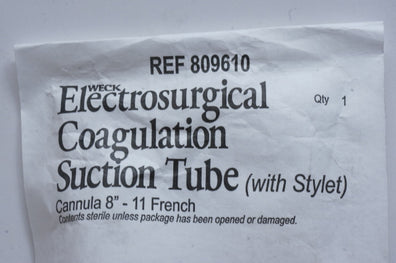 REF 809610
WECK
Electrosurgical
Qty 1
Coagulation
Suction Tube (with Stylet)
Cannula 8" - 11 French
Contents sterile unless package has been opened or damaged.